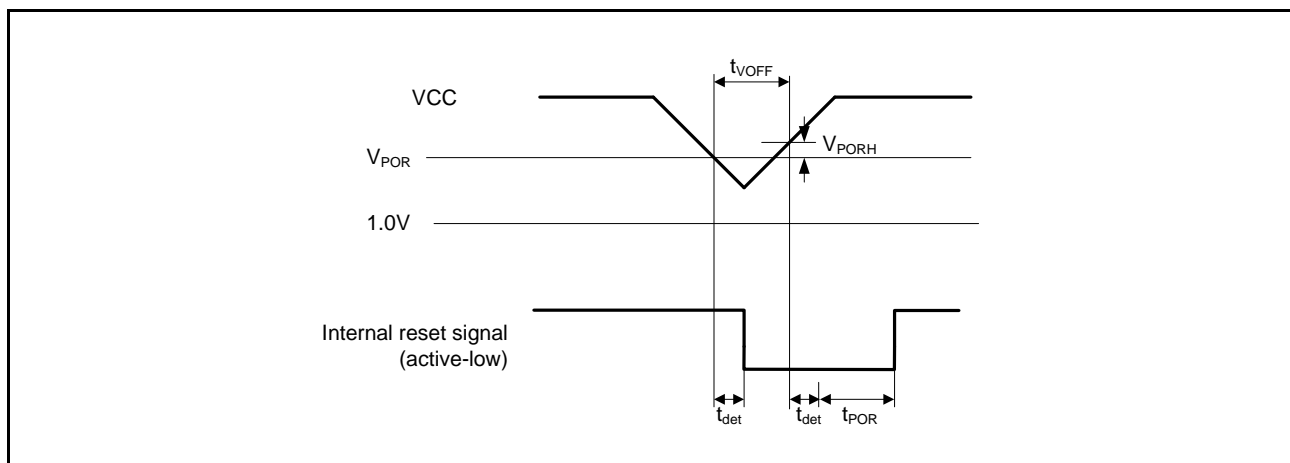 tVOFF
VCC
VPORH
VPOR
1.0V
Internal reset signal
(active-low)
tdet
tdet
tPOR